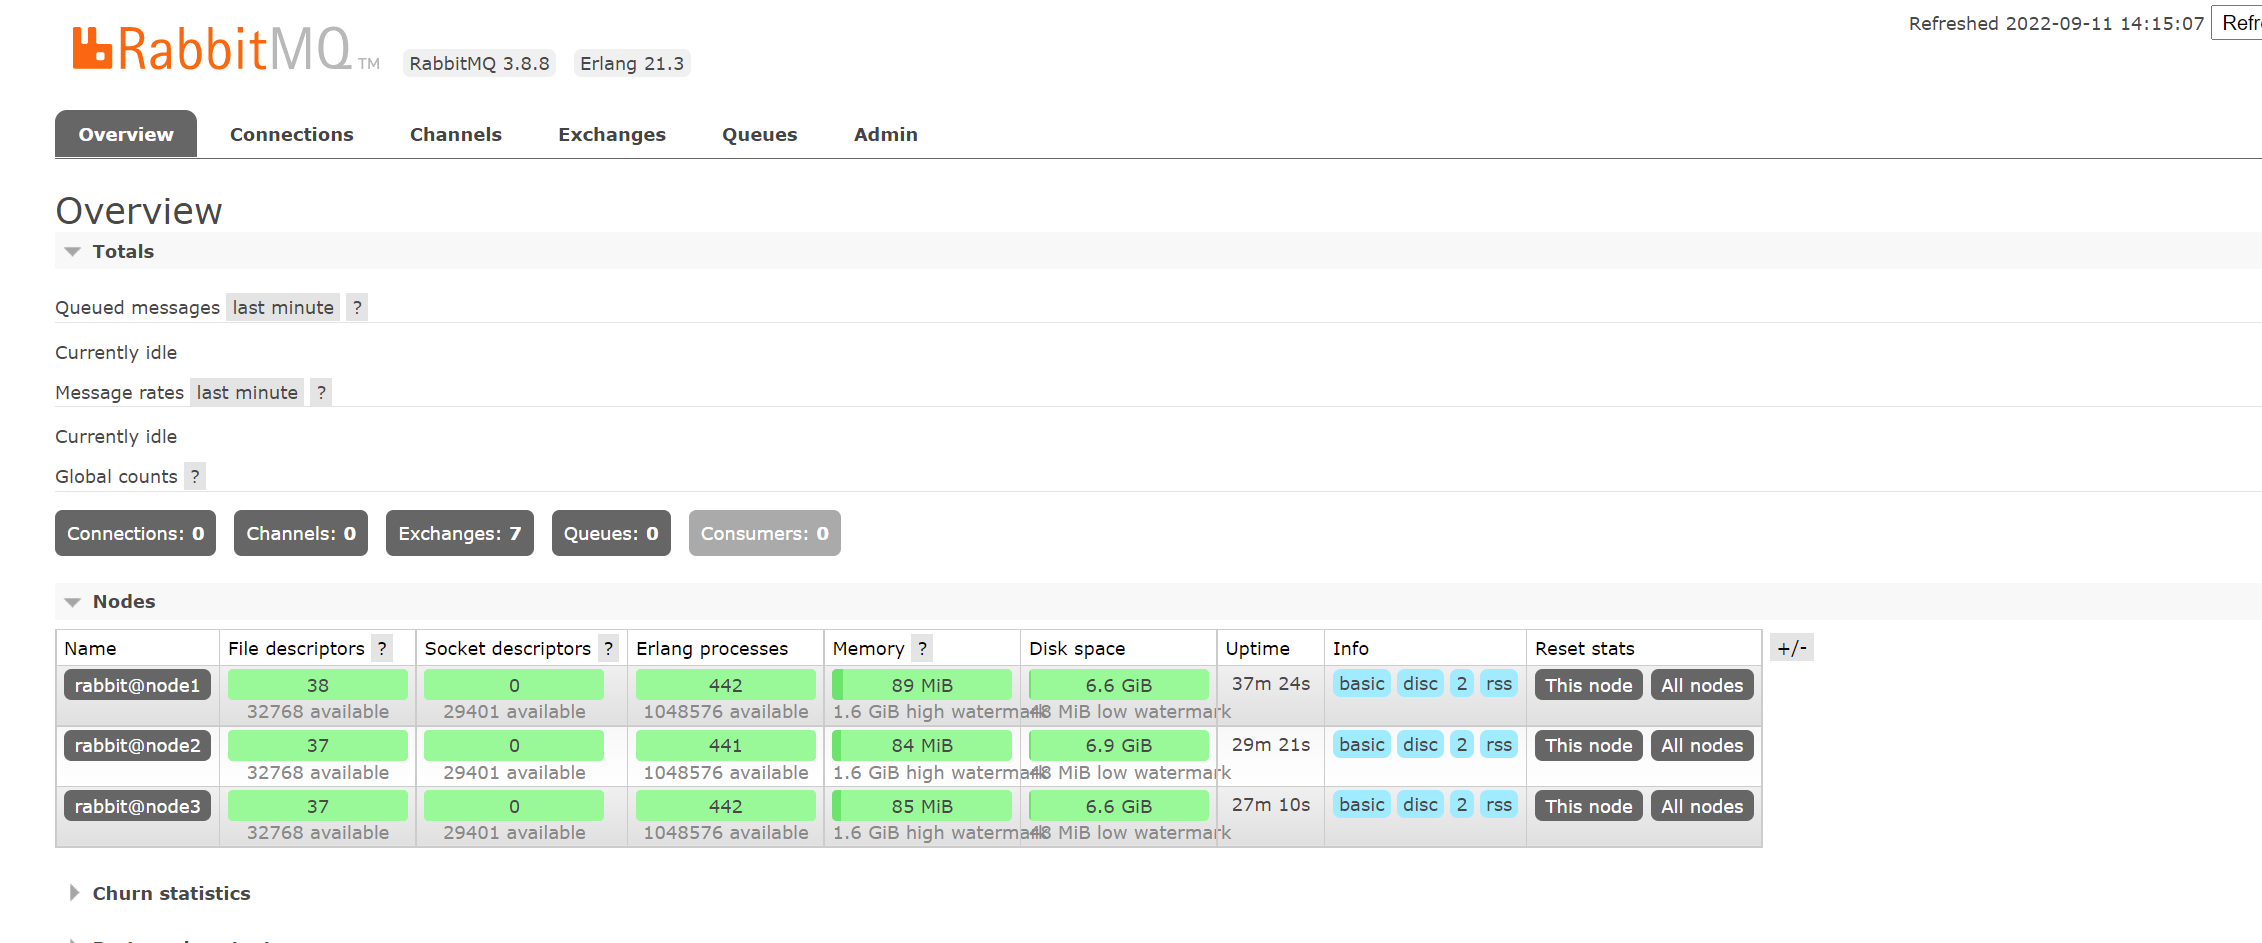 Refreshed 2022-09-11 14:15:07 Refr
RabbitMQ TM RabbitMQ 3.8.8 Erlang 21.3
Overview Connections Channels Exchanges Queues Admin
Overview
Totals
Queued messages last minute ?
Currently idle
Message rates last minute ?
Currently idle
Global counts ?
Connections: 0 Channels: 0 Exchanges: 7 Queues: 0 Consumers: 0
Nodes
Name File descriptors ? Socket descriptors ? Erlang processes Memory ? Disk space Uptime Info Reset stats +/-
rabbit@node1 38 0 442 89 MiB 6.6 GiB 37m 24s basic disc 2 rss This node All nodes
32768 available 29401 available 1048576 available 1.6 GiB high watermark 48 MiB low watermark
rabbit@node2 37 0 441 84 MiB 6.9 GiB 29m 21s basic disc 2 rss This node All nodes
32768 available 29401 available 1048576 available 1.6 GiB high watermark 48 MiB low watermark
rabbit@node3 37 0 442 85 MiB 6.6 GiB 27m 10s basic disc 2 rss This node All nodes
32768 available 29401 available 1048576 available 1.6 GiB high watermark 48 MiB low watermark
Churn statistics